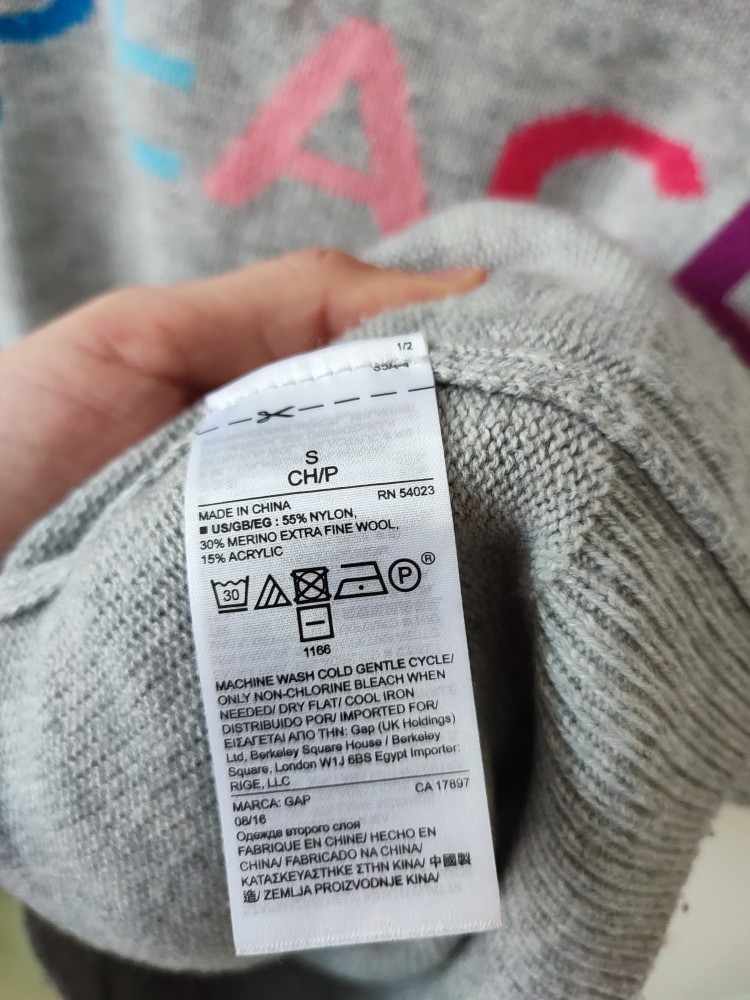 PEACE
1/2
S
CH/P
MADE IN CHINA RN 54023
■ US/GB/EG : 55% NYLON,
30% MERINO EXTRA FINE WOOL,
15% ACRYLIC
30 P®
1166
MACHINE WASH COLD GENTLE CYCLE/
ONLY NON-CHLORINE BLEACH WHEN
NEEDED/ DRY FLAT/ COOL IRON
DISTRIBUIDO POR/ IMPORTED FOR/
ΕΙΣΑΓΕΤΑΙ ΑΠΟ ΤΗΝ: Gap (UK Holdings)
Ltd, Berkeley Square House / Berkeley
Square, London W1J 6BS Egypt Importer:
RIGE, LLC
MARCA: GAP CA 17897
08/16
Одежда второго слоя
FABRIQUE EN CHINE/ HECHO EN
CHINA/ FABRICADO NA CHINA/
ΚΑΤΑΣΚΕΥΑΣΤΗΚΕ ΣΤΗΝ ΚΙΝΑ/ 中國製
造/ ZEMLJA PROIZVODNJE KINA/